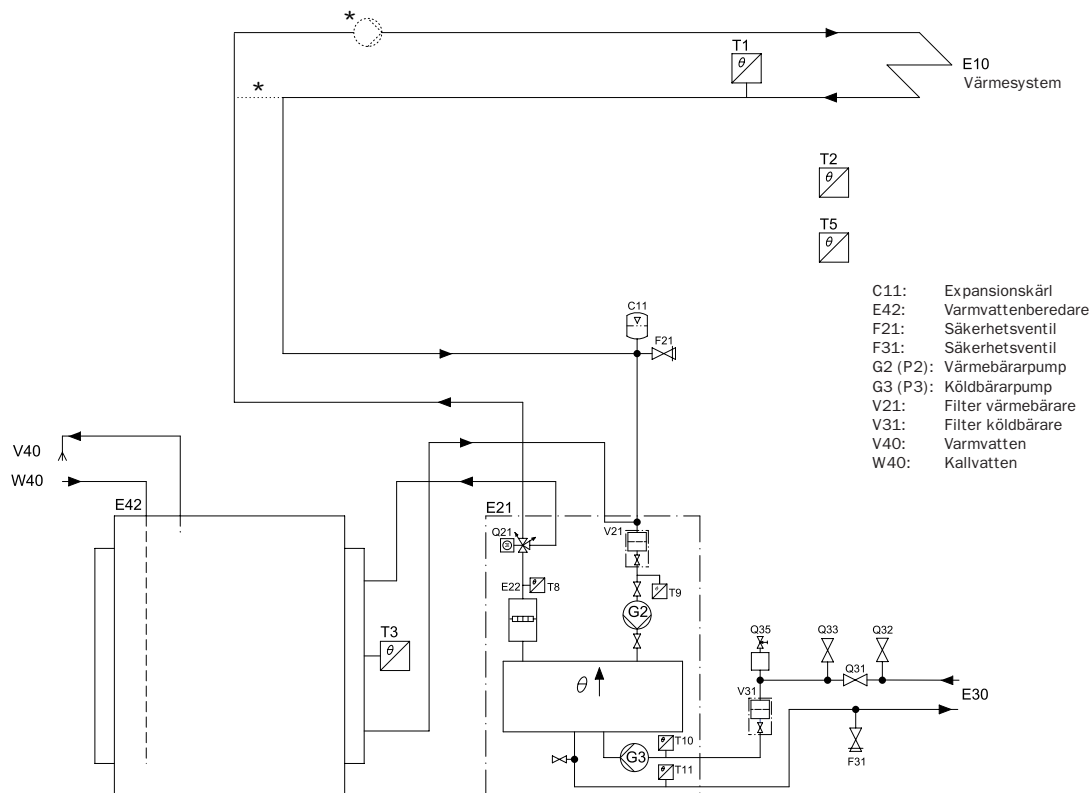 *
T1
θ
E10
Värmesystem
*
T2
θ
T5
θ
C11
F21
C11: Expansionskärl
E42: Varmvattenberedare
F21: Säkerhetsventil
F31: Säkerhetsventil
G2 (P2): Värmebärarpump
G3 (P3): Köldbärarpump
V21: Filter värmebärare
V31: Filter köldbärare
V40: Varmvatten
W40: Kallvatten
V40
W40
E42
E21
Q21
V21
E22
θ
T8
T9
G2
T3
θ
θ
Q35
Q33
Q32
Q31
E30
V31
G3
θ
T10
θ
T11
F31